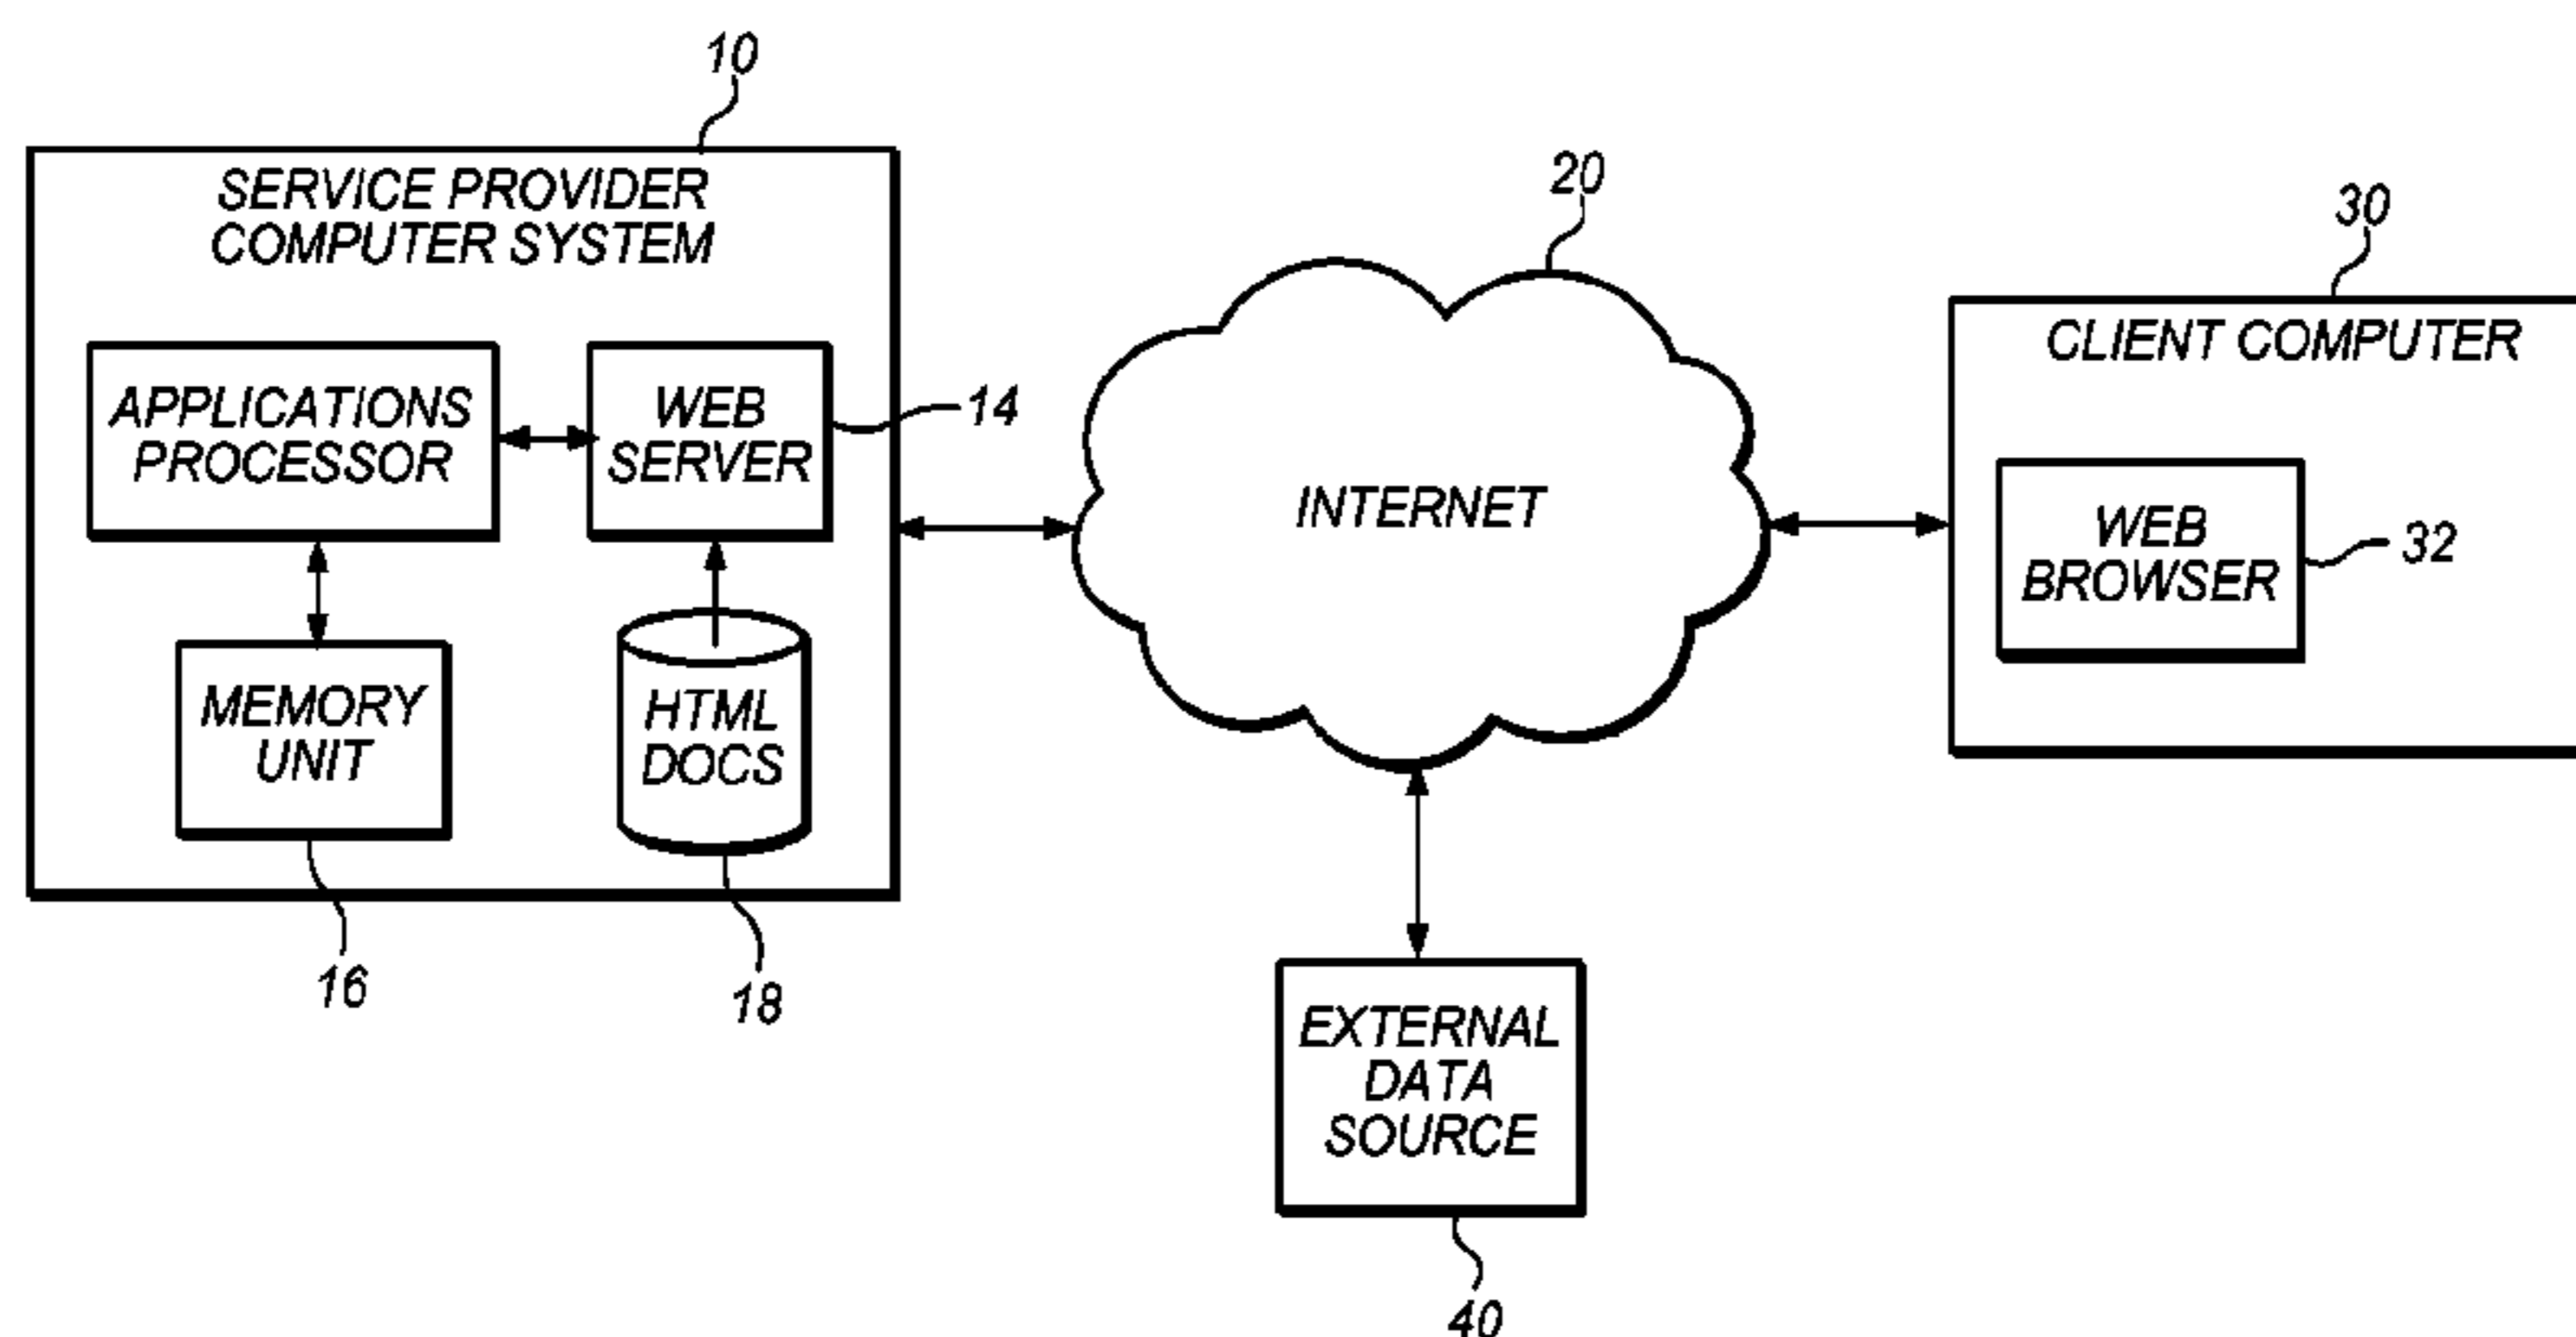 10
SERVICE PROVIDER
COMPUTER SYSTEM
APPLICATIONS
PROCESSOR
WEB
SERVER
14
MEMORY
UNIT
HTML
DOCS
16
18
20
INTERNET
30
CLIENT COMPUTER
WEB
BROWSER
32
EXTERNAL
DATA
SOURCE
40